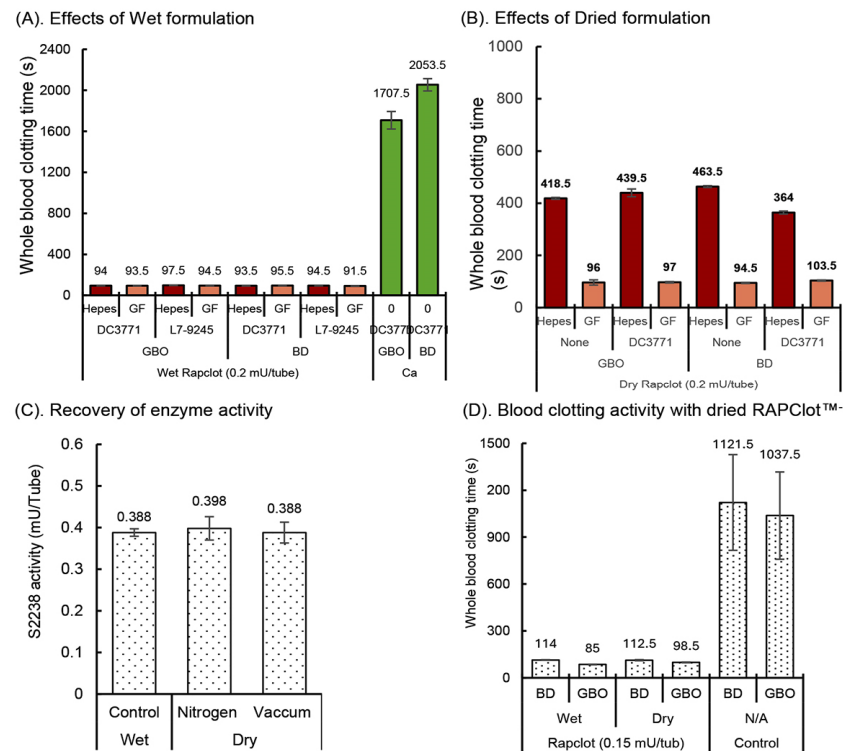 (A). Effects of Wet formulation
Whole blood clotting time (s)
2400
2000
1600
1200
800
400
0
94
93.5
97.5
94.5
93.5
95.5
94.5
91.5
1707.5
2053.5
Hepes GF Hepes GF Hepes GF Hepes GF 0 0
DC3771 L7-9245 DC3771 L7-9245 DC3771 DC3771
GBO BD GBO BD
Wet Rapclot (0.2 mU/tube) Ca
(B). Effects of Dried formulation
Whole blood clotting time
(s)
1000
800
600
400
200
0
418.5
96
439.5
97
463.5
94.5
364
103.5
Hepes GF Hepes GF Hepes GF Hepes GF
None DC3771 None DC3771
GBO BD
Dry Rapclot (0.2 mU/tube)
(C). Recovery of enzyme activity
S2238 activity (mU/Tube)
0.6
0.5
0.4
0.3
0.2
0.1
0
0.388
0.398
0.388
Control Nitrogen Vaccum
Wet Dry
(D). Blood clotting activity with dried RAPClot™-
Whole blood clotting time (s)
1500
200
900
600
300
0
114
85
112.5
98.5
1121.5
1037.5
BD GBO BD GBO BD GBO
Wet Dry N/A
Rapclot (0.15 mU/tub) Control